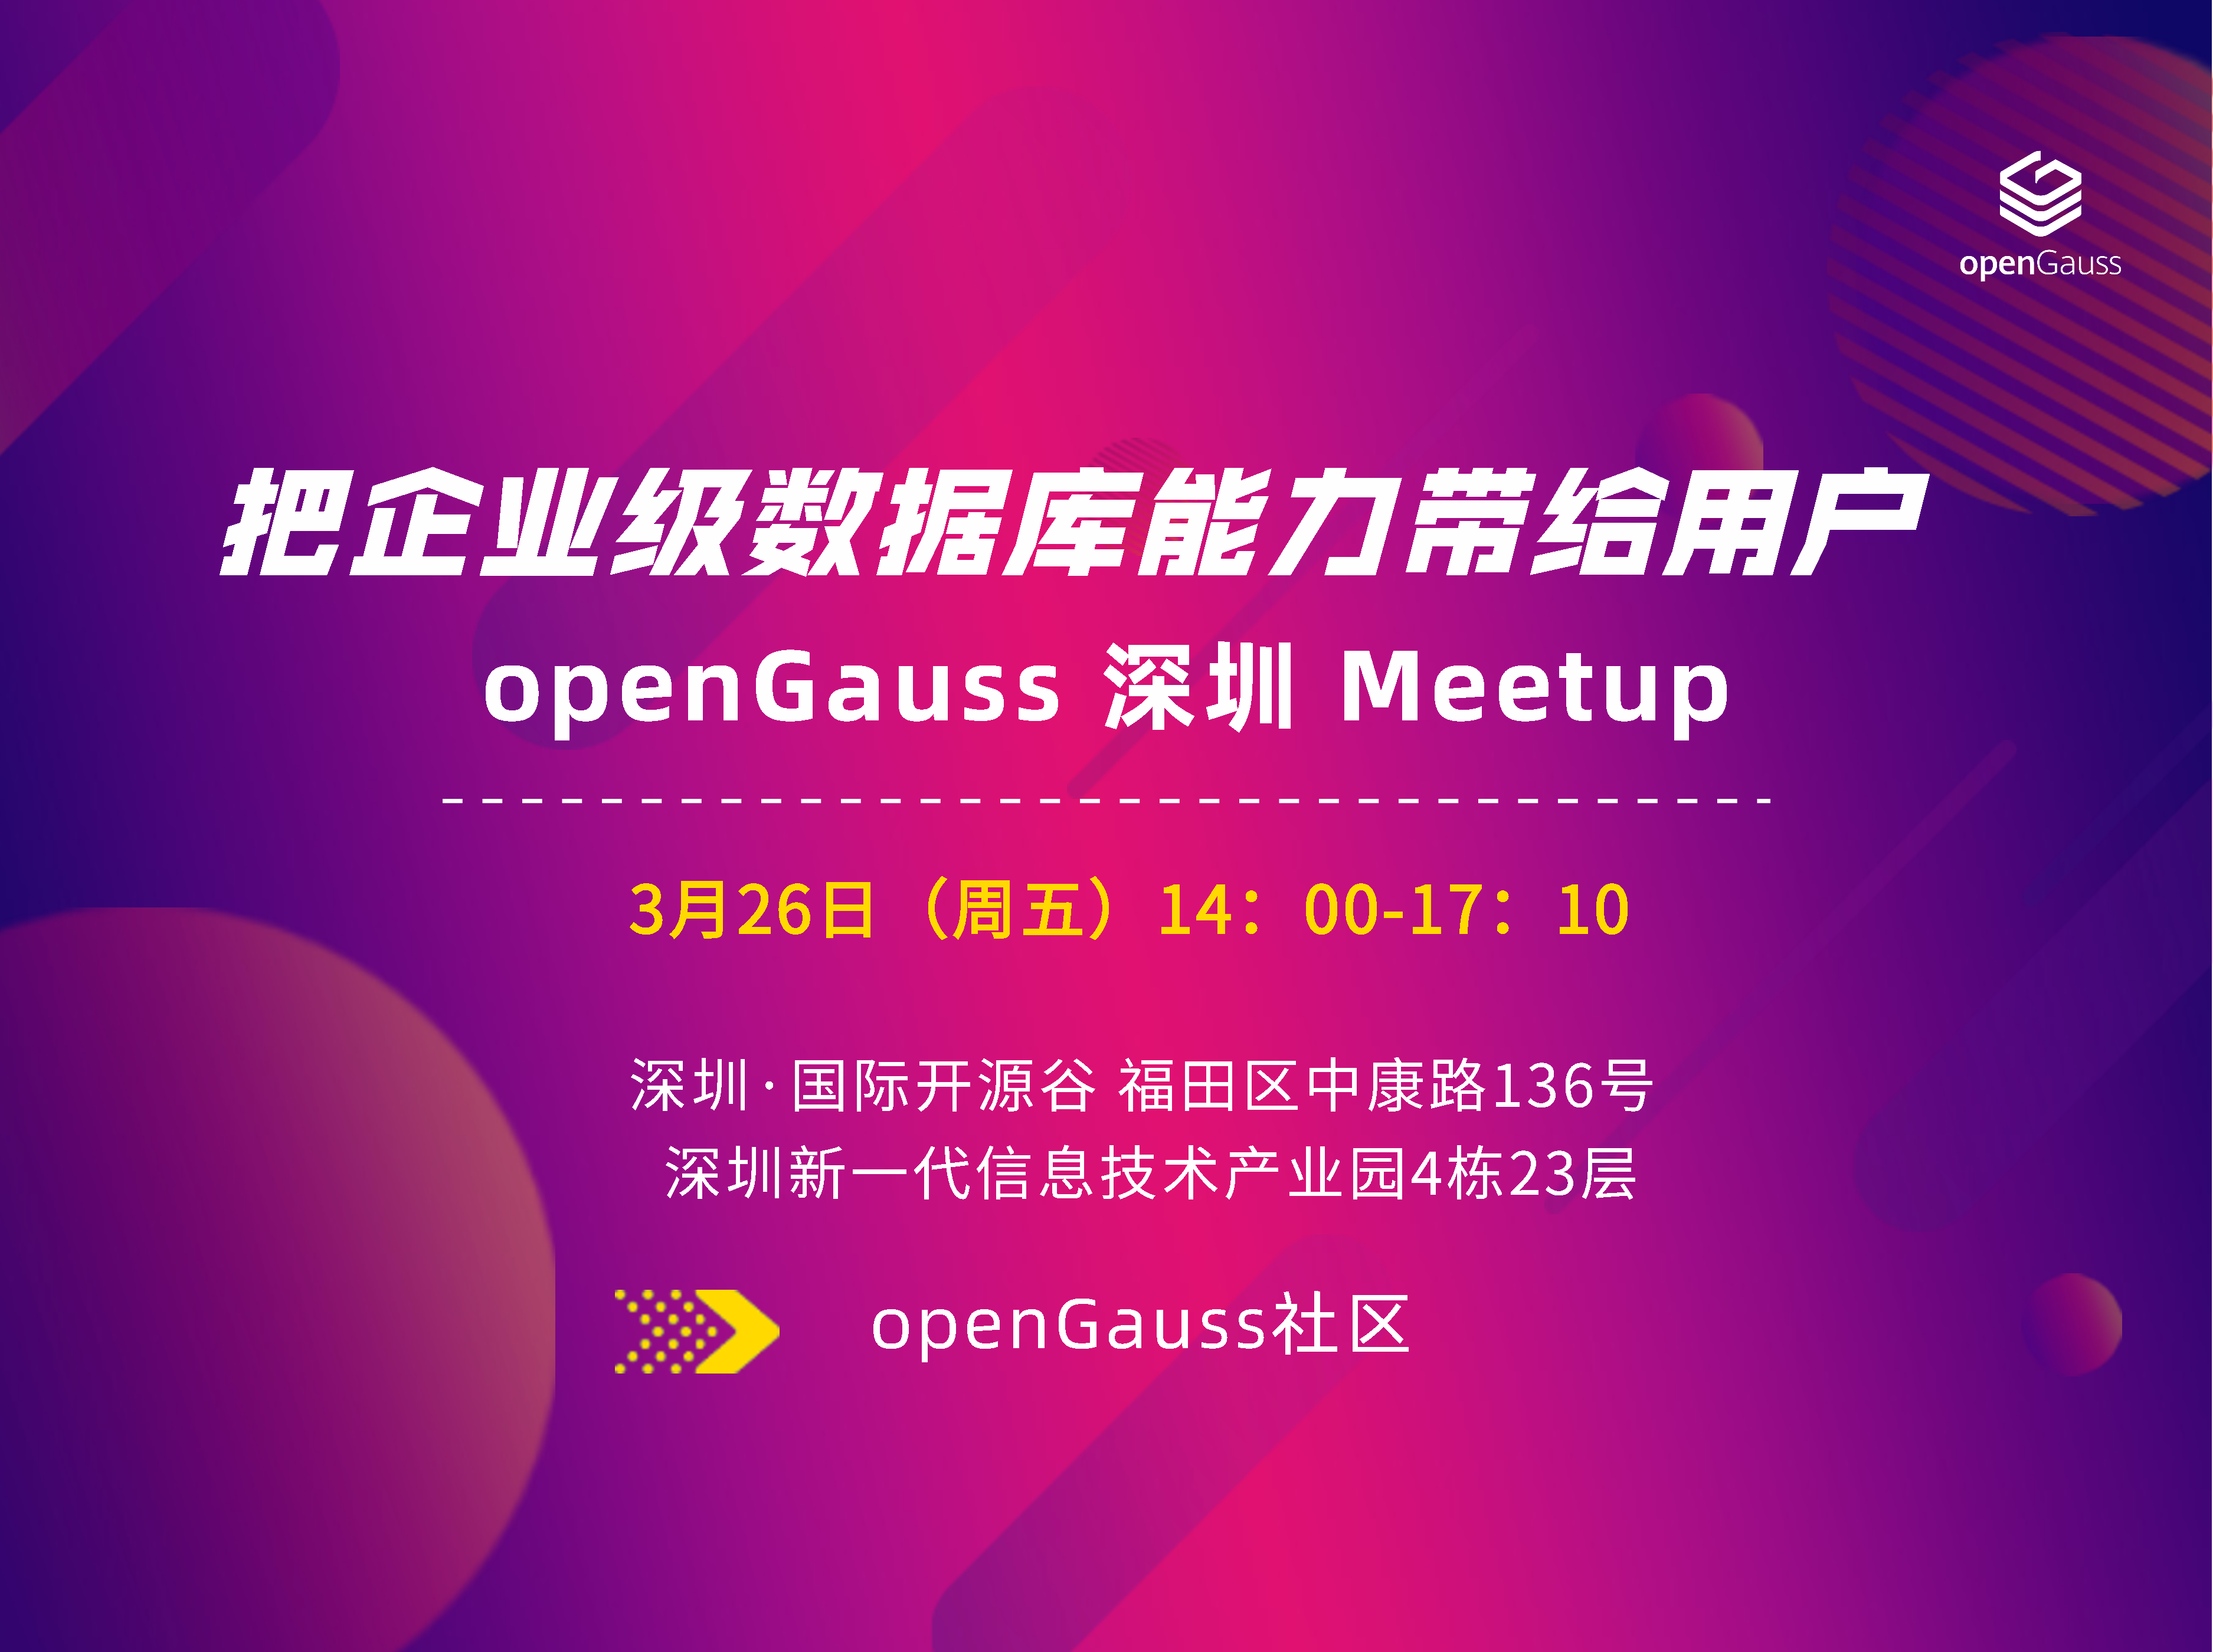 openGauss
把企业级数据库能力带给用户
openGauss 深圳 Meetup
3月26日（周五）14：00-17：10
深圳·国际开源谷 福田区中康路136号
深圳新一代信息技术产业园4栋23层
openGauss社区